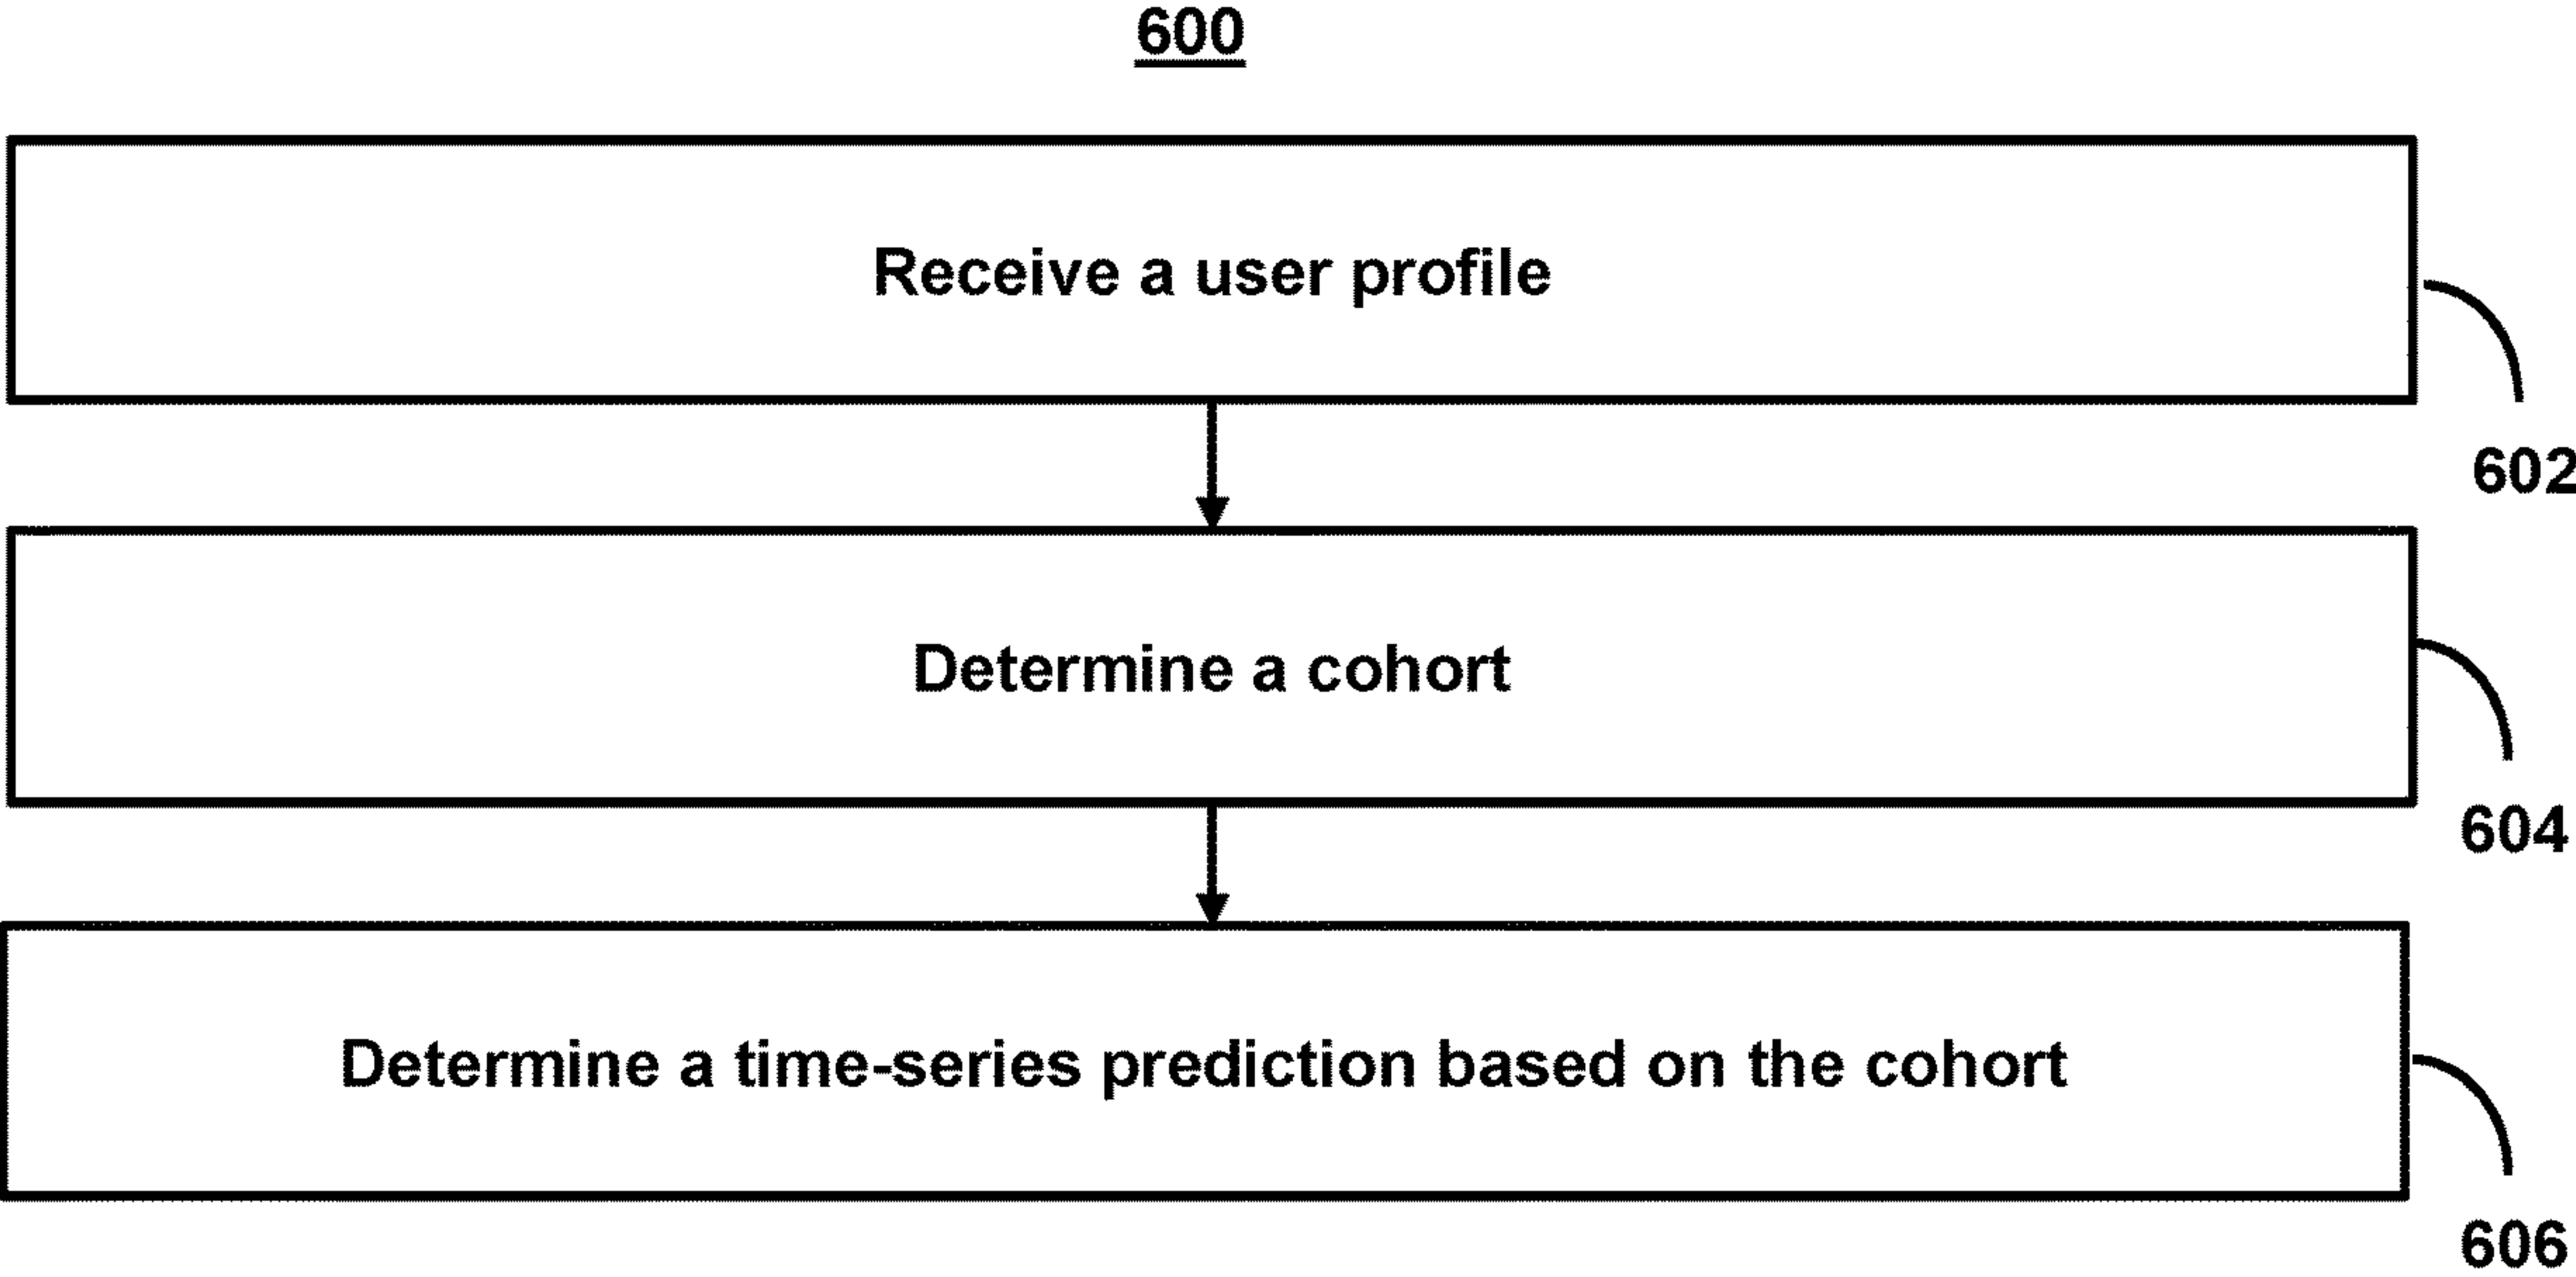 600
Receive a user profile
602
Determine a cohort
604
Determine a time-series prediction based on the cohort
606